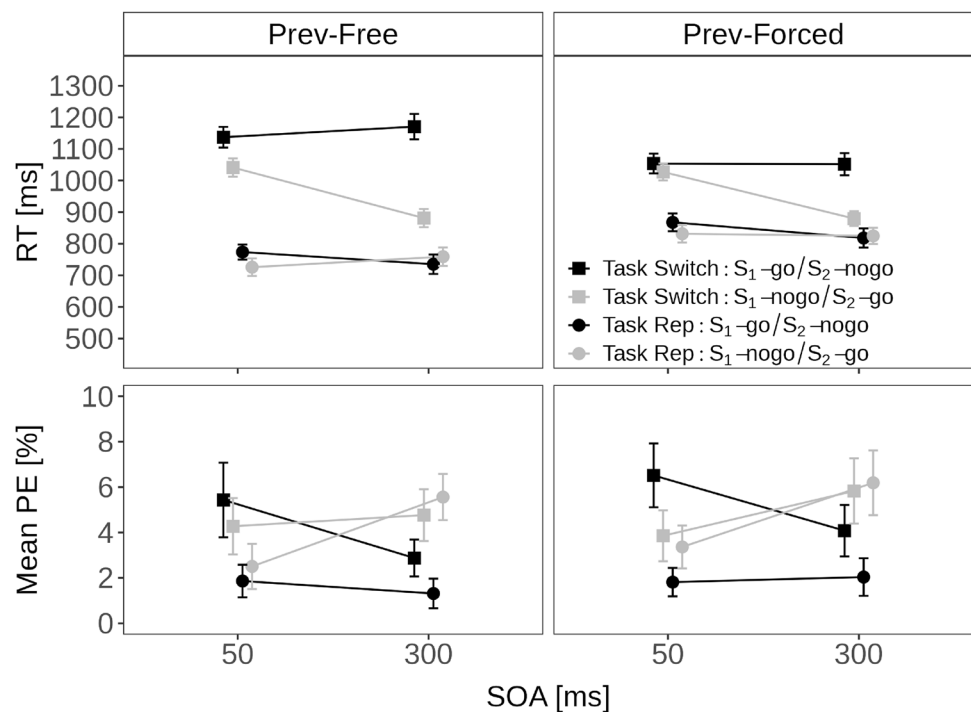 Prev-Free
Prev-Forced
RT [ms]
1300
1200
1100
1000
900
800
700
600
500
Task Switch : S₁−go/S₂−nogo
Task Switch : S₁−nogo/S₂−go
Task Rep : S₁−go/S₂−nogo
Task Rep : S₁−nogo/S₂−go
Mean PE [%]
10
8
6
4
2
0
50
300
50
300
SOA [ms]